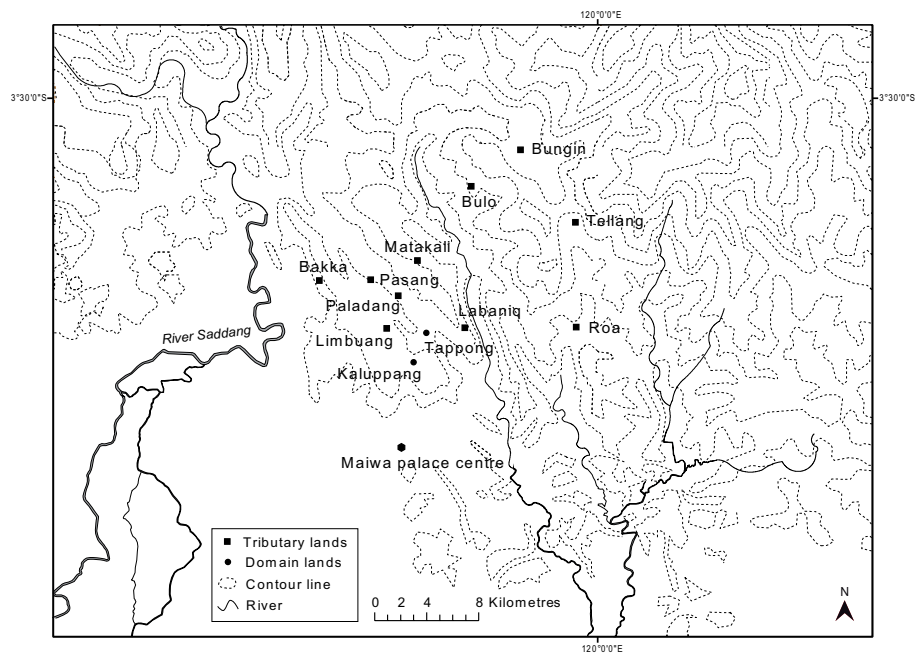 120°0'0"E
3°30'0"S
3°30'0"S
Bungin
Bulo
Tellang
Matakali
Bakka
Pasang
Paladang
Labaniq
Roa
River Saddang
Limbuang
Tappong
Kaluppang
Maiwa palace centre
Tributary lands
Domain lands
Contour line
River
0 2 4 8 Kilometres
N
120°0'0"E